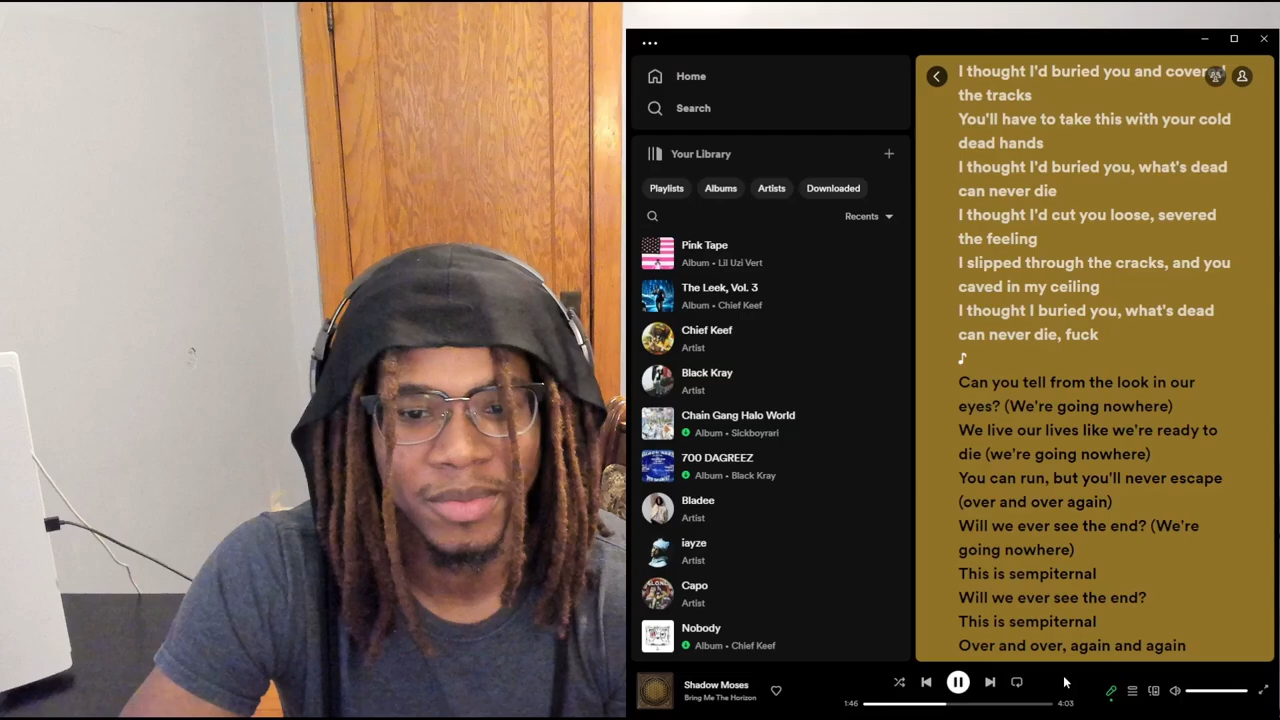 Home
Search
Your Library
Playlists
Albums
Artists
Downloaded
Recents
Pink Tape
Album • Lil Uzi Vert
The Leek, Vol. 3
Album • Chief Keef
Chief Keef
Artist
Black Kray
Artist
Chain Gang Halo World
Album • Sickboyrari
700 DAGREEZ
Album • Black Kray
Bladee
Artist
iayze
Artist
Capo
Artist
Nobody
Album • Chief Keef
I thought I'd buried you and
the tracks
You'll have to take this with your cold
dead hands
I thought I'd buried you, what's dead
can never die
I thought I'd cut you loose, severed
the feeling
I slipped through the cracks, and you
caved in my ceiling
I thought I buried you, what's dead
can never die, fuck
♪
Can you tell from the look in our
eyes? (We're going nowhere)
We live our lives like we're ready to
die (we're going nowhere)
You can run, but you'll never escape
(over and over again)
Will we ever see the end? (We're
going nowhere)
This is sempiternal
Will we ever see the end?
This is sempiternal
Over and over, again and again
Shadow Moses
Bring Me The Horizon
1:46
4:03